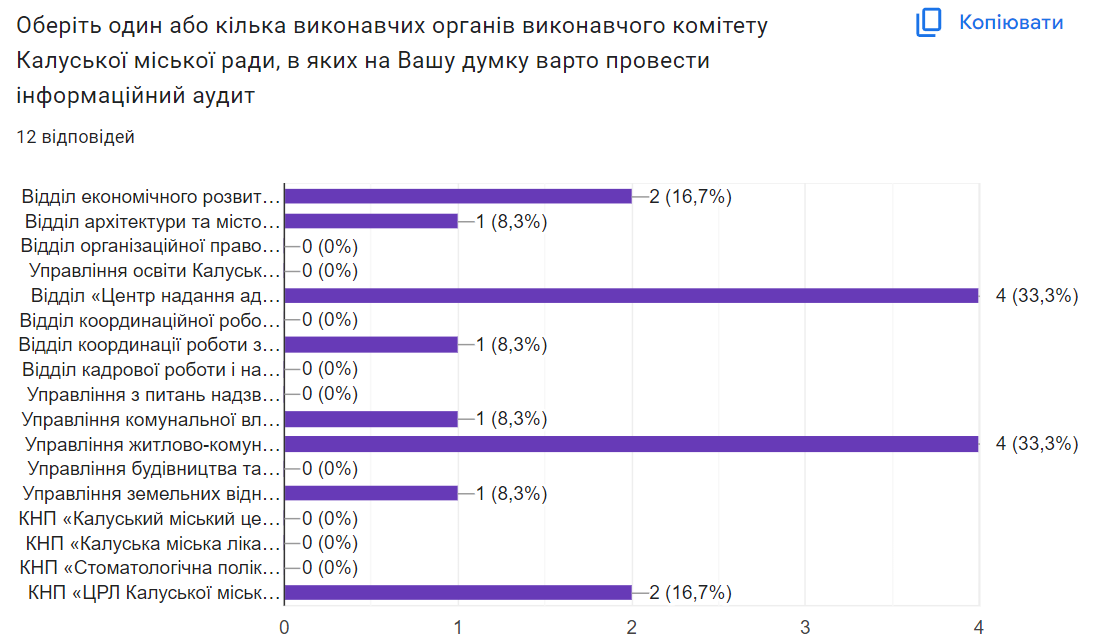 Оберіть один або кілька виконавчих органів виконавчого комітету
Калуської міської ради, в яких на Вашу думку варто провести
інформаційний аудит
Копіювати
12 відповідей
Відділ економічного розвит... 2 (16,7%)
Відділ архітектури та місто... 1 (8,3%)
Відділ організаційної право... 0 (0%)
Управління освіти Калуськ... 0 (0%)
Відділ «Центр надання ад... 4 (33,3%)
Відділ координаційної робо... 0 (0%)
Відділ координації роботи з... 1 (8,3%)
Відділ кадрової роботи і на... 0 (0%)
Управління з питань надзв... 0 (0%)
Управління комунальної вл... 1 (8,3%)
Управління житлово-комун... 4 (33,3%)
Управління будівництва та... 0 (0%)
Управління земельних відн... 1 (8,3%)
КНП «Калуський міський це... 0 (0%)
КНП «Калуська міська ліка... 0 (0%)
КНП «Стоматологічна полік... 0 (0%)
КНП «ЦРЛ Калуської міськ... 2 (16,7%)
0 1 2 3 4